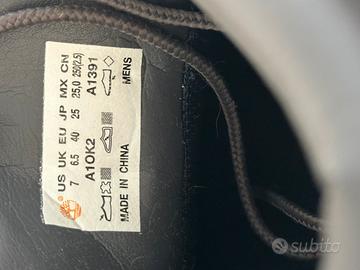 US UK EU JP MX CN
7 6.5 40 25 25,0 250(2.5)
A1OK2 A1391
MADE IN CHINA MENS
subito